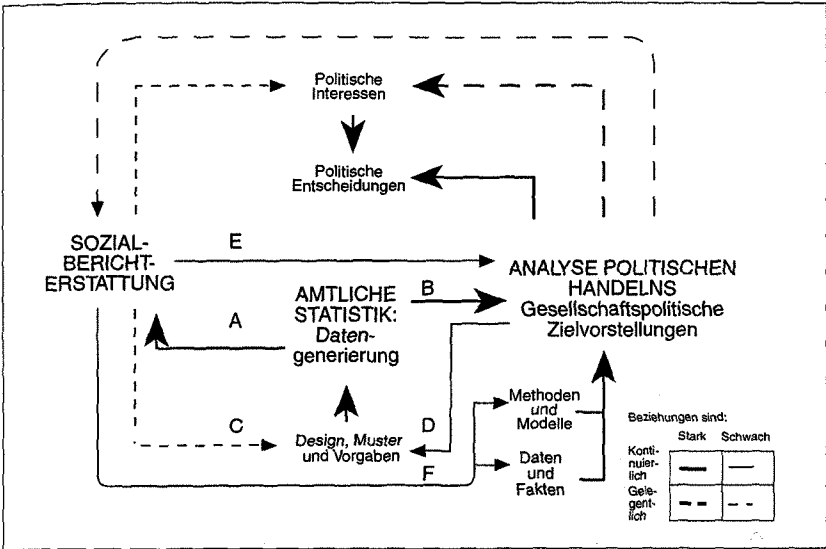 Politische
Interessen
Politische
Entscheidungen
SOZIAL-
BERICHT-
ERSTATTUNG
E
ANALYSE POLITISCHEN
HANDELNS
Gesellschaftspolitische
Zielvorstellungen
B
AMTLICHE
STATISTIK:
Daten-
generierung
A
C
Design, Muster
und Vorgaben
D
F
Methoden
und
Modelle
Daten
und
Fakten
Beziehungen sind:
Stark Schwach
Konti-
nuier-
lich
Gele-
gent-
lich